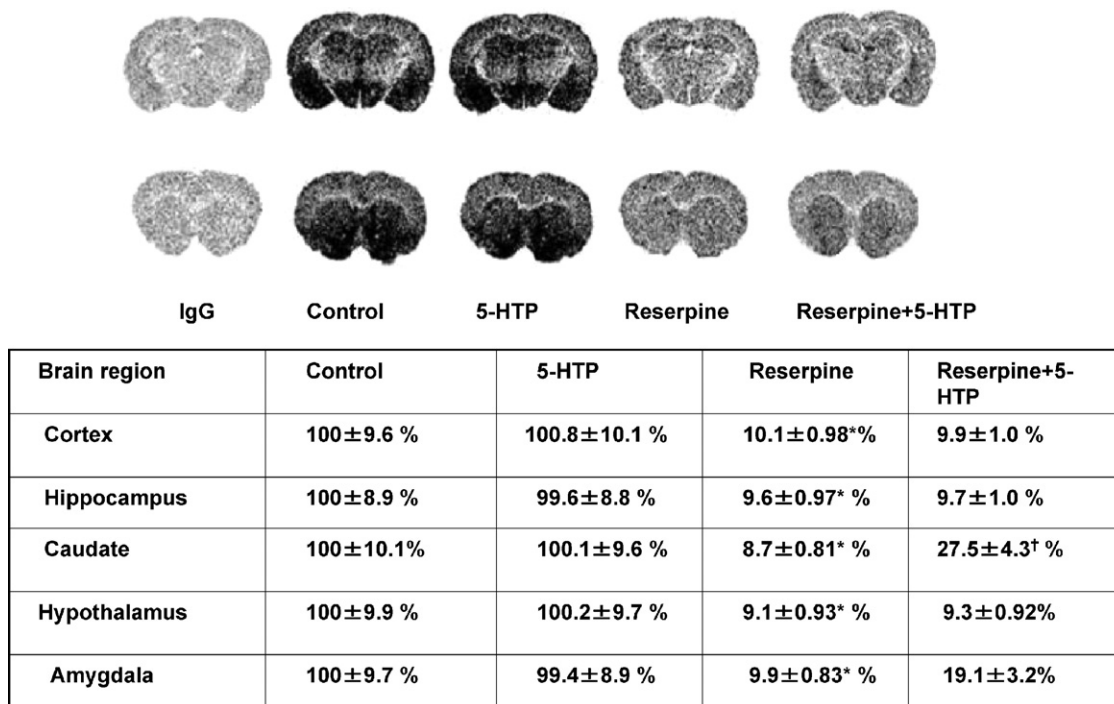 IgG Control 5-HTP Reserpine Reserpine+5-HTP
Brain region Control 5-HTP Reserpine Reserpine+5-
HTP
Cortex 100±9.6 % 100.8±10.1 % 10.1±0.98*% 9.9±1.0 %
Hippocampus 100±8.9 % 99.6±8.8 % 9.6±0.97* % 9.7±1.0 %
Caudate 100±10.1% 100.1±9.6 % 8.7±0.81* % 27.5±4.3† %
Hypothalamus 100±9.9 % 100.2±9.7 % 9.1±0.93* % 9.3±0.92%
Amygdala 100±9.7 % 99.4±8.9 % 9.9±0.83* % 19.1±3.2%